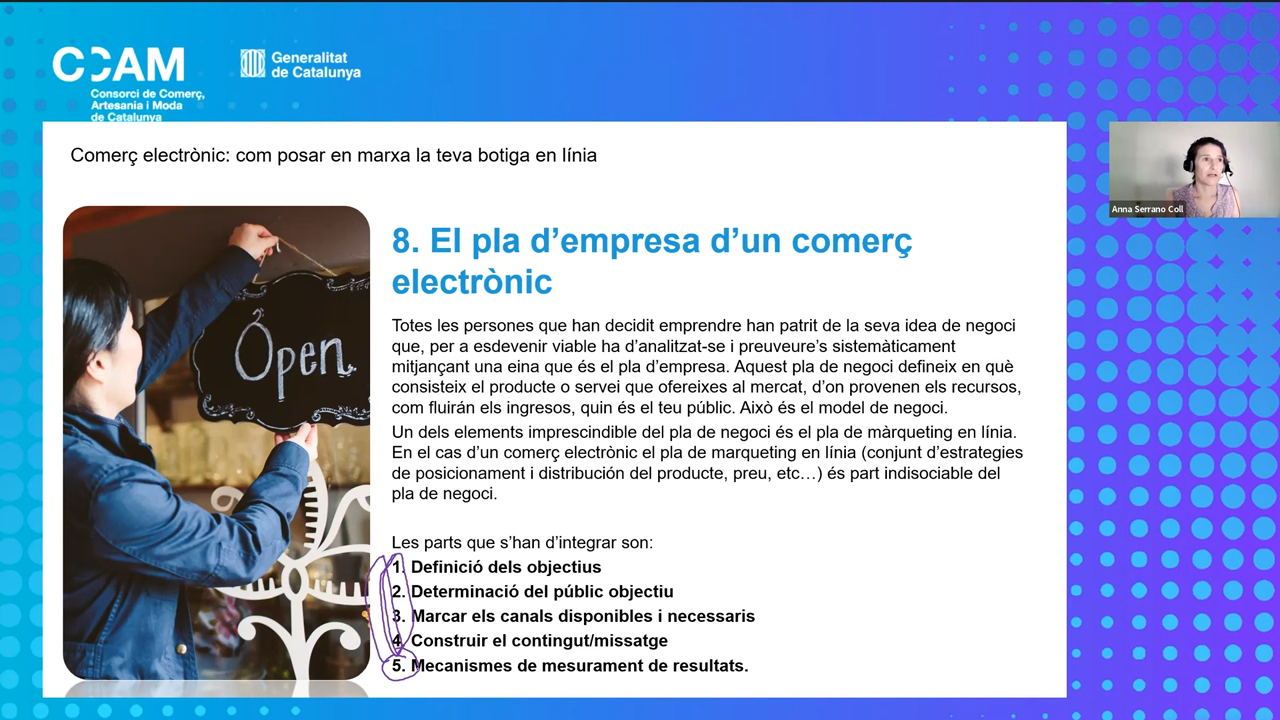 CCAM
Consorci de Comerç,
Artesania i Moda
de Catalunya
Generalitat
de Catalunya
Comerç electrònic: com posar en marxa la teva botiga en línia
Anna Serrano Coll
Open
8. El pla d’empresa d’un comerç
electrònic
Totes les persones que han decidit emprendre han patrit de la seva idea de negoci
que, per a esdevenir viable ha d’analitzat-se i preuveure’s sistemàticament
mitjançant una eina que és el pla d’empresa. Aquest pla de negoci defineix en què
consisteix el producte o servei que ofereixes al mercat, d’on provenen els recursos,
com fluirán els ingresos, quin és el teu públic. Això és el model de negoci.
Un dels elements imprescindible del pla de negoci és el pla de màrqueting en línia.
En el cas d’un comerç electrònic el pla de marqueting en línia (conjunt d’estrategies
de posicionament i distribución del producte, preu, etc…) és part indisociable del
pla de negoci.
Les parts que s’han d’integrar son:
1. Definició dels objectius
2. Determinació del públic objectiu
3. Marcar els canals disponibles i necessaris
4. Construir el contingut/missatge
5. Mecanismes de mesurament de resultats.